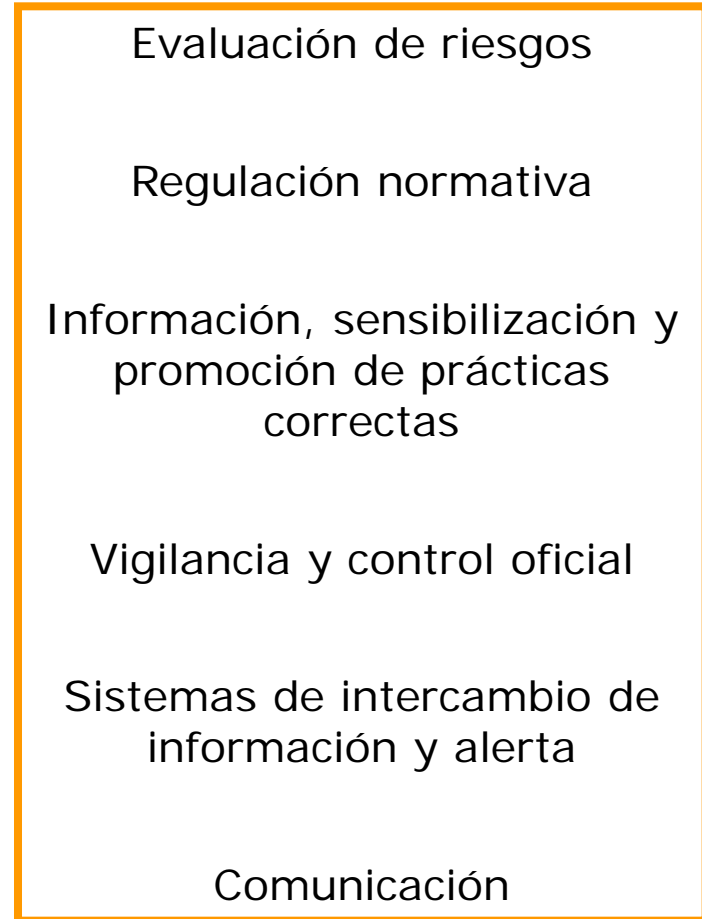 Evaluación de riesgos
Regulación normativa
Información, sensibilización y
promoción de prácticas
correctas
Vigilancia y control oficial
Sistemas de intercambio de
información y alerta
Comunicación